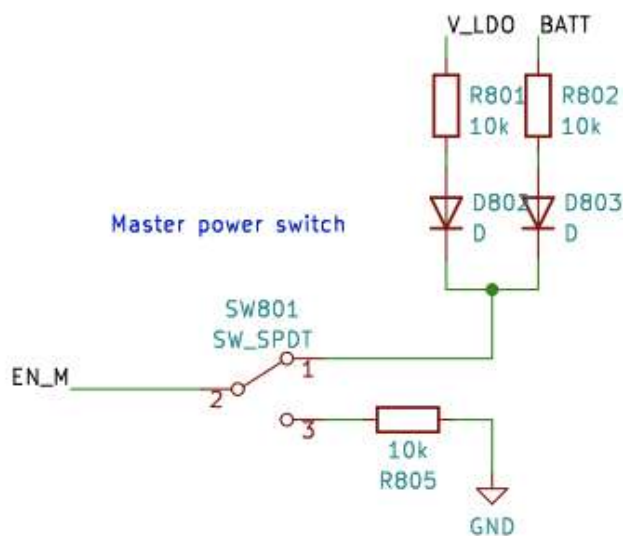 V_LDO BATT
R801 R802
10k 10k
D802 D803
D D
Master power switch
SW801
SW_SPDT
1
EN_M
2
3
10k
R805
GND